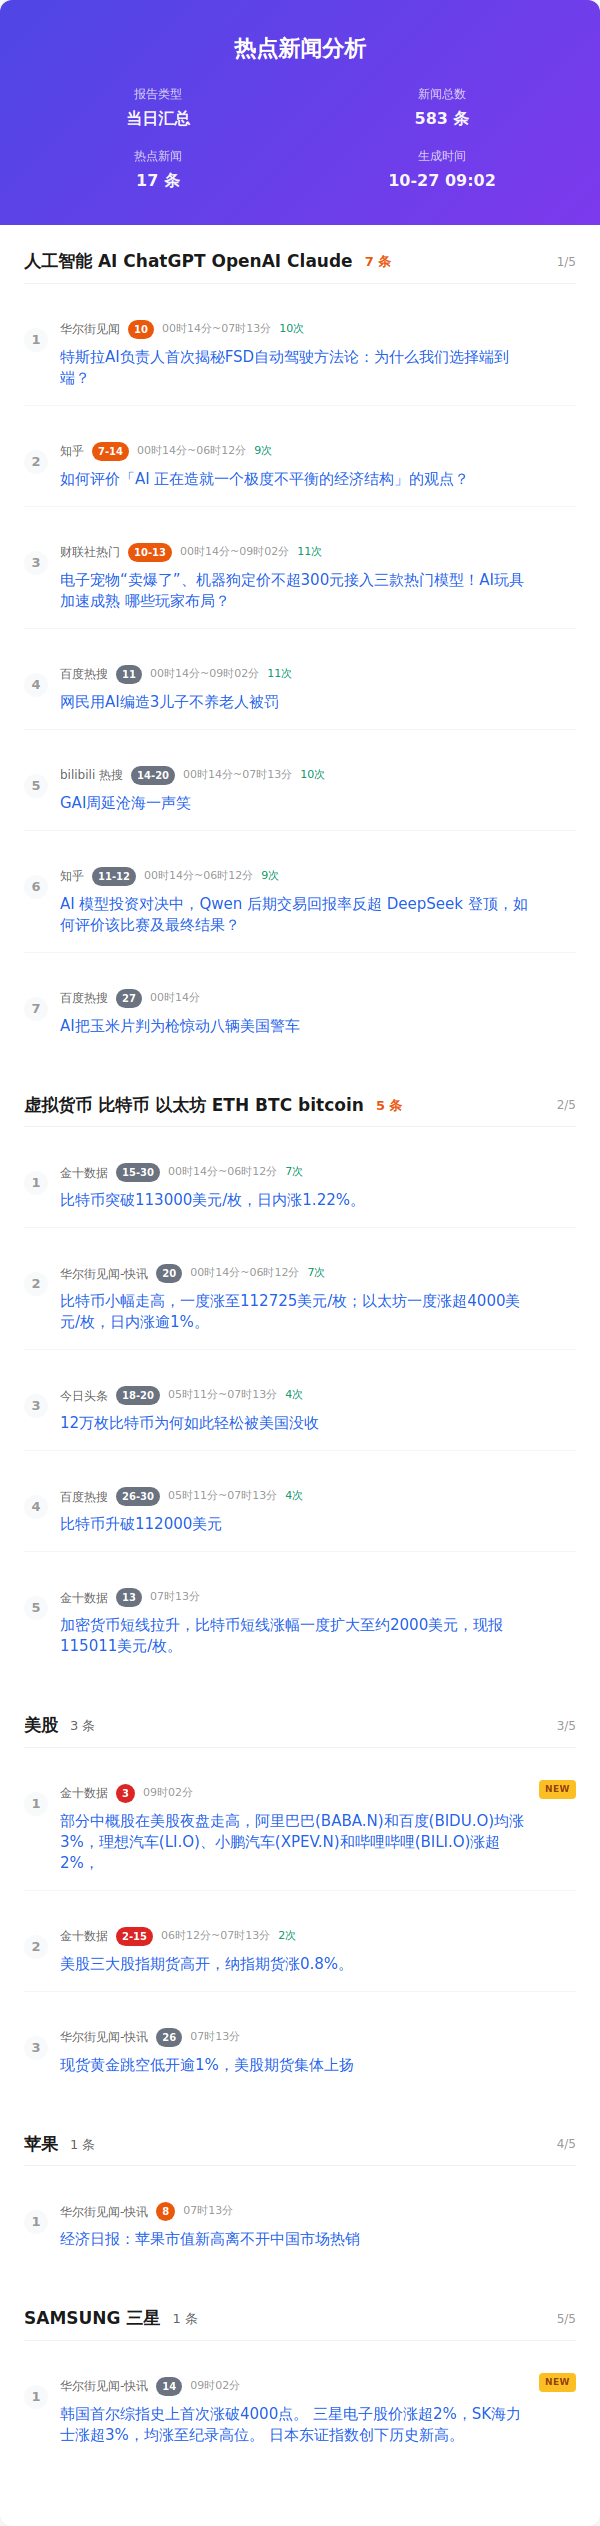 热点新闻分析
报告类型
新闻总数
当日汇总
583 条
热点新闻
生成时间
17 条
10-27 09:02
人工智能 AI ChatGPT OpenAI Claude 7 条 1/5
1
华尔街见闻 10 00时14分~07时13分 10次
特斯拉AI负责人首次揭秘FSD自动驾驶方法论：为什么我们选择端到
端？
2
知乎 7-14 00时14分~06时12分 9次
如何评价「AI 正在造就一个极度不平衡的经济结构」的观点？
3
财联社热门 10-13 00时14分~09时02分 11次
电子宠物“卖爆了”、机器狗定价不超300元接入三款热门模型！AI玩具
加速成熟 哪些玩家布局？
4
百度热搜 11 00时14分~09时02分 11次
网民用AI编造3儿子不养老人被罚
5
bilibili 热搜 14-20 00时14分~07时13分 10次
GAI周延沧海一声笑
6
知乎 11-12 00时14分~06时12分 9次
AI 模型投资对决中，Qwen 后期交易回报率反超 DeepSeek 登顶，如
何评价该比赛及最终结果？
7
百度热搜 27 00时14分
AI把玉米片判为枪惊动八辆美国警车
虚拟货币 比特币 以太坊 ETH BTC bitcoin 5 条 2/5
1
金十数据 15-30 00时14分~06时12分 7次
比特币突破113000美元/枚，日内涨1.22%。
2
华尔街见闻-快讯 20 00时14分~06时12分 7次
比特币小幅走高，一度涨至112725美元/枚；以太坊一度涨超4000美
元/枚，日内涨逾1%。
3
今日头条 18-20 05时11分~07时13分 4次
12万枚比特币为何如此轻松被美国没收
4
百度热搜 26-30 05时11分~07时13分 4次
比特币升破112000美元
5
金十数据 13 07时13分
加密货币短线拉升，比特币短线涨幅一度扩大至约2000美元，现报
115011美元/枚。
美股 3 条 3/5
1
金十数据 3 09时02分 NEW
部分中概股在美股夜盘走高，阿里巴巴(BABA.N)和百度(BIDU.O)均涨
3%，理想汽车(LI.O)、小鹏汽车(XPEV.N)和哔哩哔哩(BILI.O)涨超
2%，
2
金十数据 2-15 06时12分~07时13分 2次
美股三大股指期货高开，纳指期货涨0.8%。
3
华尔街见闻-快讯 26 07时13分
现货黄金跳空低开逾1%，美股期货集体上扬
苹果 1 条 4/5
1
华尔街见闻-快讯 8 07时13分
经济日报：苹果市值新高离不开中国市场热销
SAMSUNG 三星 1 条 5/5
1
华尔街见闻-快讯 14 09时02分 NEW
韩国首尔综指史上首次涨破4000点。 三星电子股价涨超2%，SK海力
士涨超3%，均涨至纪录高位。 日本东证指数创下历史新高。